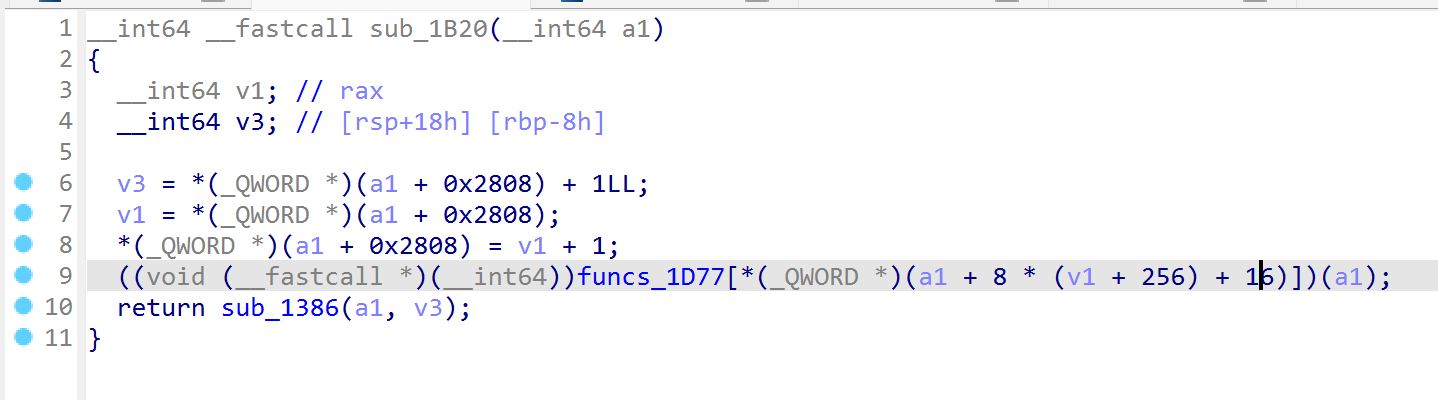 1 __int64 __fastcall sub_1B20(__int64 a1)
2 {
3   __int64 v1; // rax
4   __int64 v3; // [rsp+18h] [rbp-8h]
5
6   v3 = *(_QWORD *)(a1 + 0x2808) + 1LL;
7   v1 = *(_QWORD *)(a1 + 0x2808);
8   *(_QWORD *)(a1 + 0x2808) = v1 + 1;
9   ((void (__fastcall *)(__int64))funcs_1D77[*(_QWORD *)(a1 + 8 * (v1 + 256) + 16)])(a1);
10   return sub_1386(a1, v3);
11 }